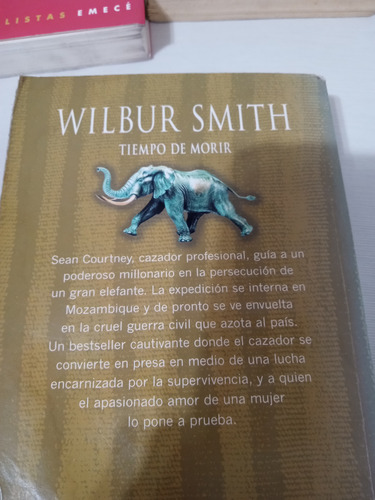 LISTAS EMECÉ
WILBUR SMITH
TIEMPO DE MORIR
Sean Courtney, cazador profesional, guía a un
poderoso millonario en la persecución de
un gran elefante. La expedición se interna en
Mozambique y de pronto se ve envuelta
en la cruel guerra civil que azota al país.
Un bestseller cautivante donde el cazador se
convierte en presa en medio de una lucha
encarnizada por la supervivencia, y a quien
el apasionado amor de una mujer
lo pone a prueba.